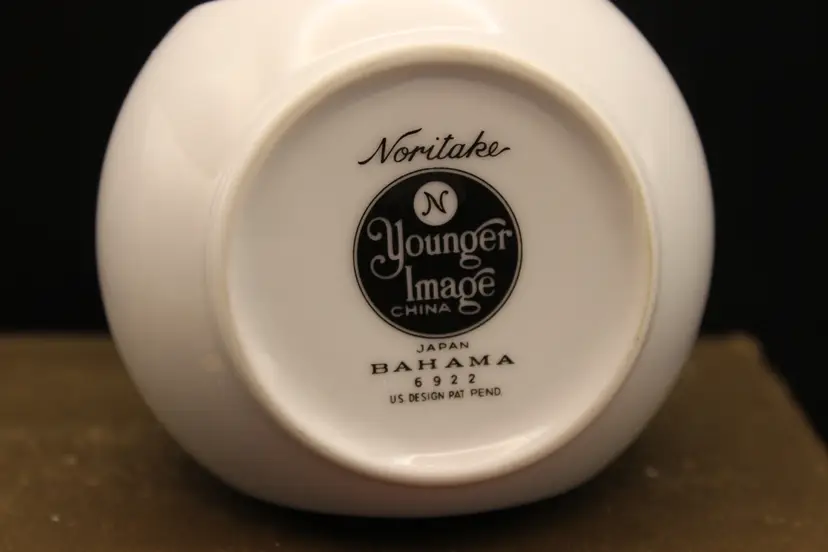 Noritake
N
Younger
Image
CHINA
JAPAN
BAHAMA
6922
US DESIGN PAT PEND.